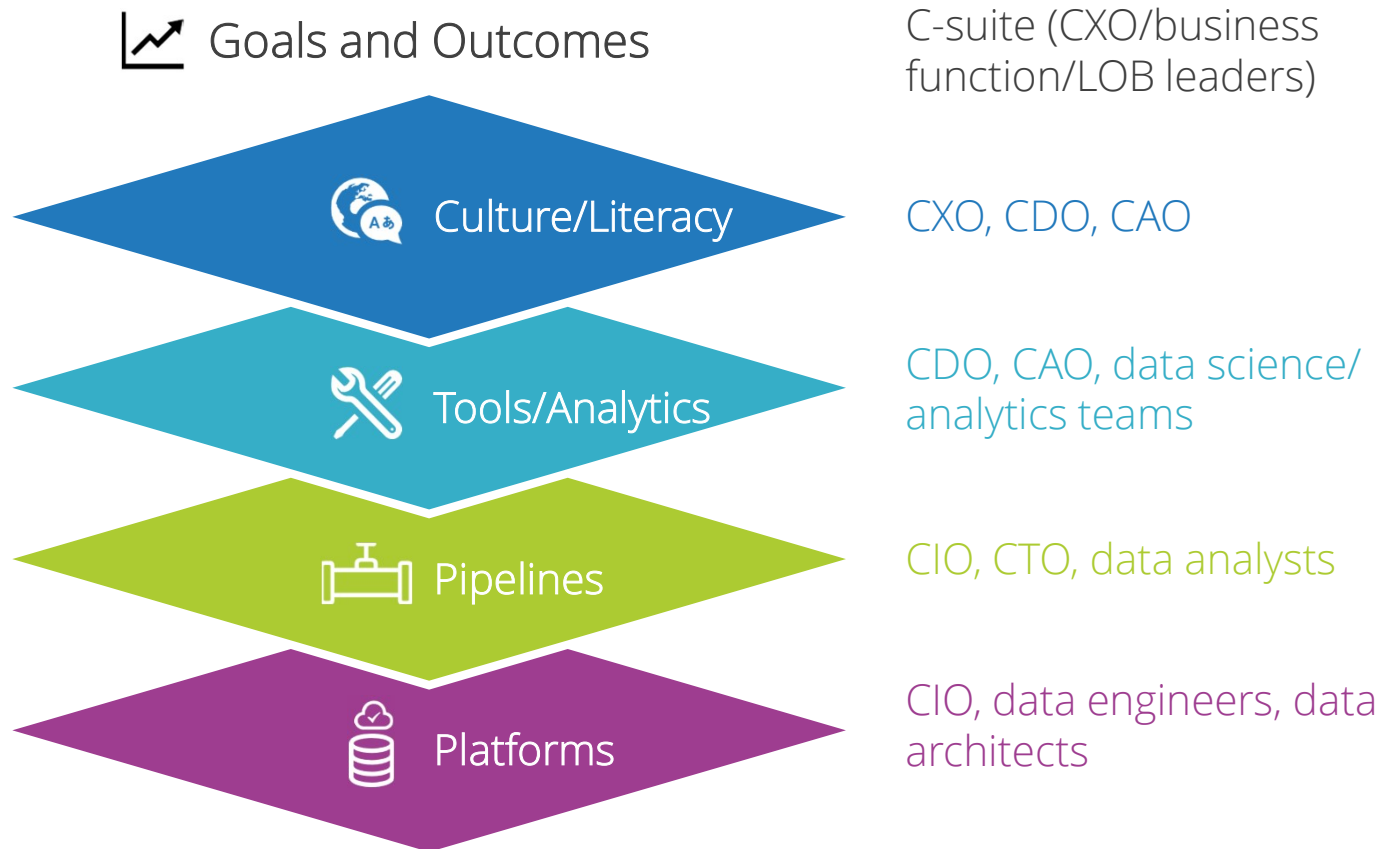 Goals and Outcomes
C-suite (CXO/business
function/LOB leaders)
Culture/Literacy
CXO, CDO, CAO
Tools/Analytics
CDO, CAO, data science/
analytics teams
Pipelines
CIO, CTO, data analysts
Platforms
CIO, data engineers, data
architects
A あ